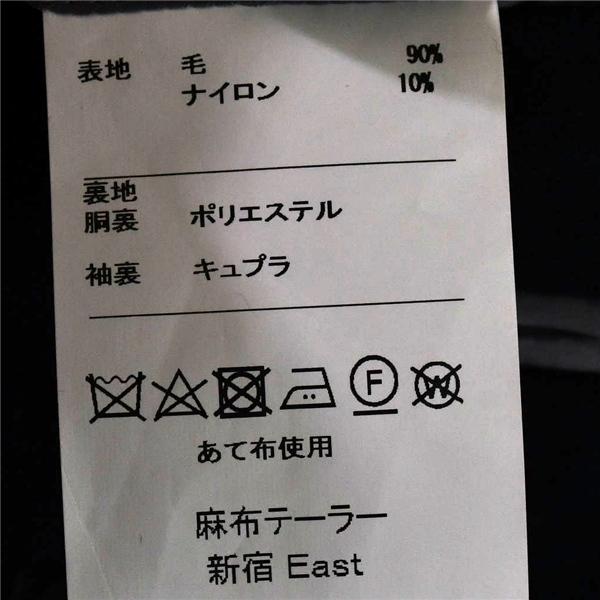 表地 毛 90%
ナイロン 10%
裏地
胴裏 ポリエステル
袖裏 キュプラ
F W
あて布使用
麻布テーラー
新宿 East